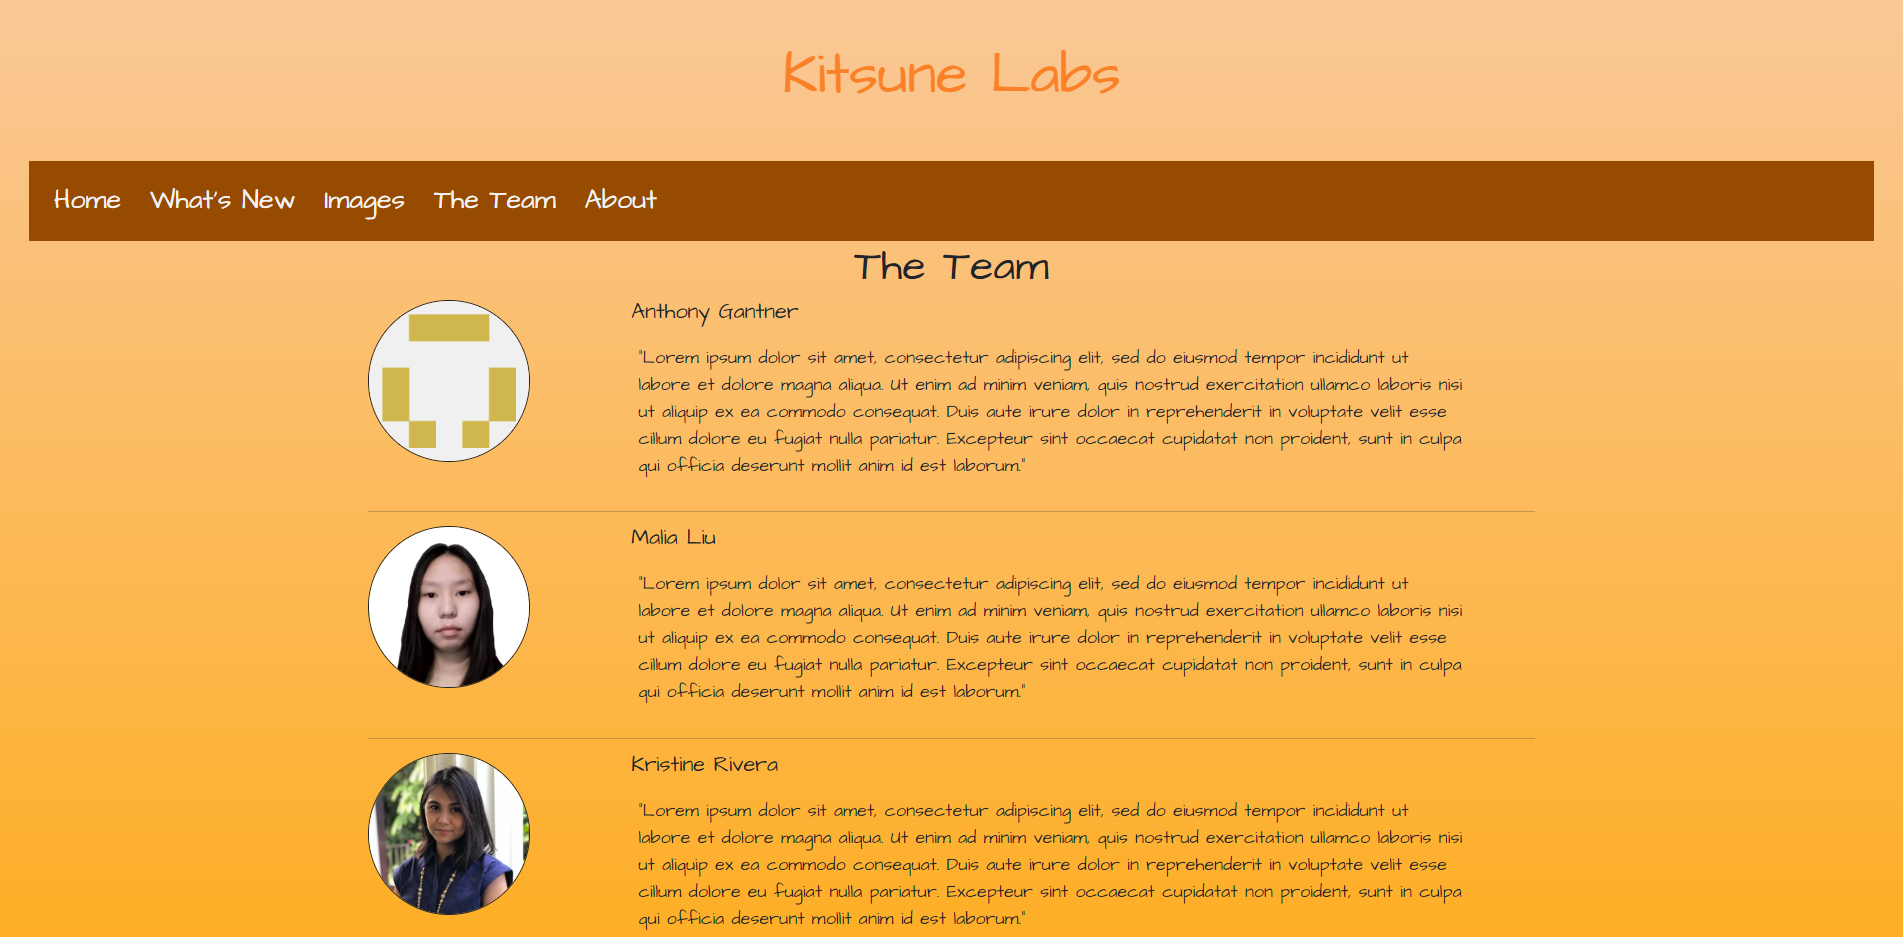 Kitsune Labs
Home What's New Images The Team About
The Team
Anthony Gantner
"Lorem ipsum dolor sit amet, consectetur adipiscing elit, sed do eiusmod tempor incididunt ut
labore et dolore magna aliqua. Ut enim ad minim veniam, quis nostrud exercitation ullamco laboris nisi
ut aliquip ex ea commodo consequat. Duis aute irure dolor in reprehenderit in voluptate velit esse
cillum dolore eu fugiat nulla pariatur. Excepteur sint occaecat cupidatat non proident, sunt in culpa
qui officia deserunt mollit anim id est laborum."
Malia Liu
"Lorem ipsum dolor sit amet, consectetur adipiscing elit, sed do eiusmod tempor incididunt ut
labore et dolore magna aliqua. Ut enim ad minim veniam, quis nostrud exercitation ullamco laboris nisi
ut aliquip ex ea commodo consequat. Duis aute irure dolor in reprehenderit in voluptate velit esse
cillum dolore eu fugiat nulla pariatur. Excepteur sint occaecat cupidatat non proident, sunt in culpa
qui officia deserunt mollit anim id est laborum."
Kristine Rivera
"Lorem ipsum dolor sit amet, consectetur adipiscing elit, sed do eiusmod tempor incididunt ut
labore et dolore magna aliqua. Ut enim ad minim veniam, quis nostrud exercitation ullamco laboris nisi
ut aliquip ex ea commodo consequat. Duis aute irure dolor in reprehenderit in voluptate velit esse
cillum dolore eu fugiat nulla pariatur. Excepteur sint occaecat cupidatat non proident, sunt in culpa
qui officia deserunt mollit anim id est laborum."